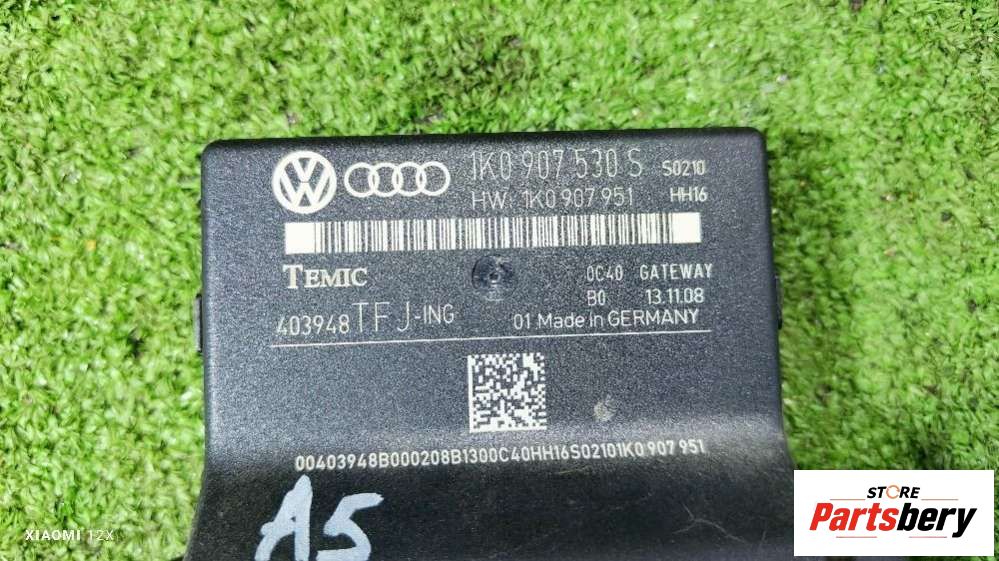 1K0 907 530 S S0210
HW: 1K0 907 951 HH16
TEMIC
0C40 GATEWAY
B0 13.11.08
403948 TFJ-ING
01 Made in GERMANY
00403948B000208B1300C40HH16S02101K0 907 951
A5
XIAOMI 12X
STORE
Partsbery